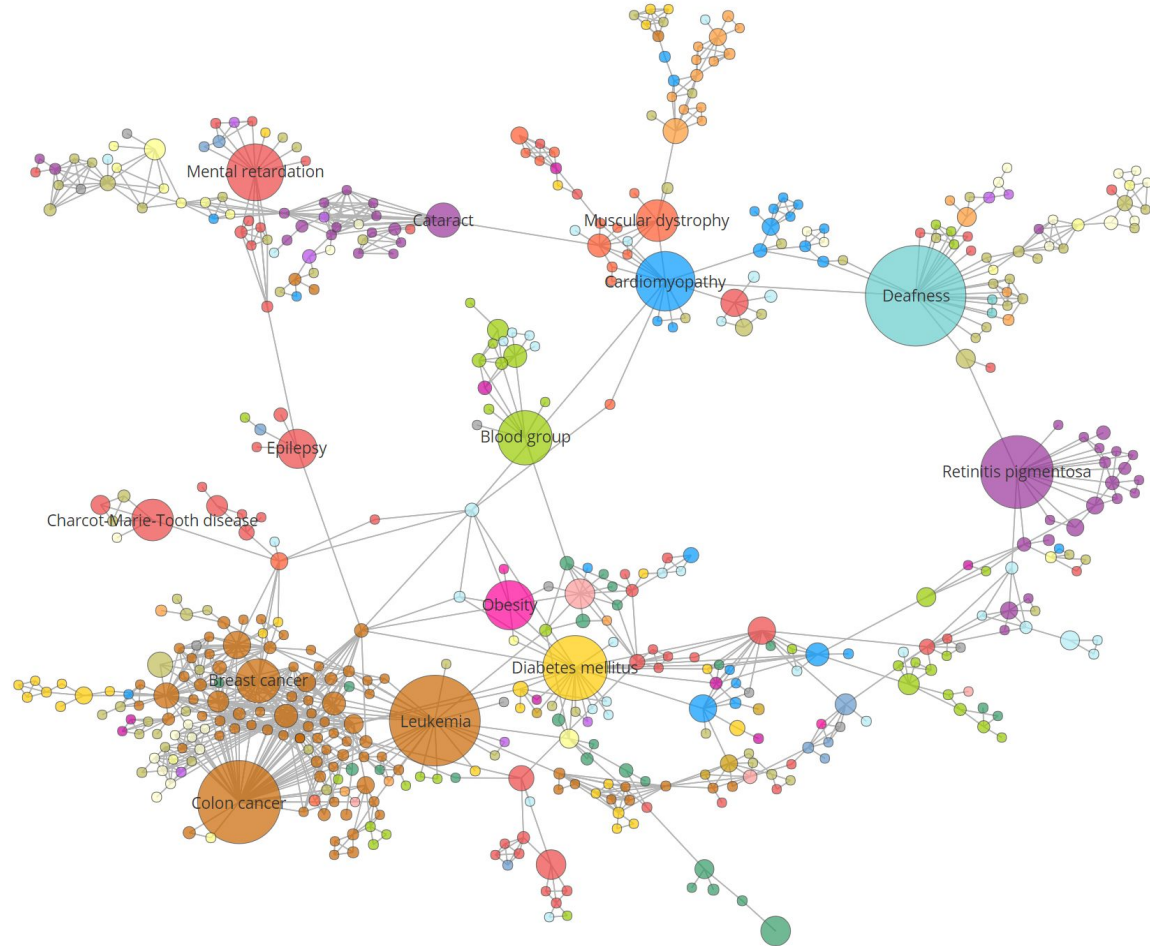 Mental retardation
Cataract
Muscular dystrophy
Cardiomyopathy
Deafness
Blood group
Epilepsy
Retinitis pigmentosa
Charcot-Marie-Tooth disease
Obesity
Diabetes mellitus
Breast cancer
Leukemia
Colon cancer